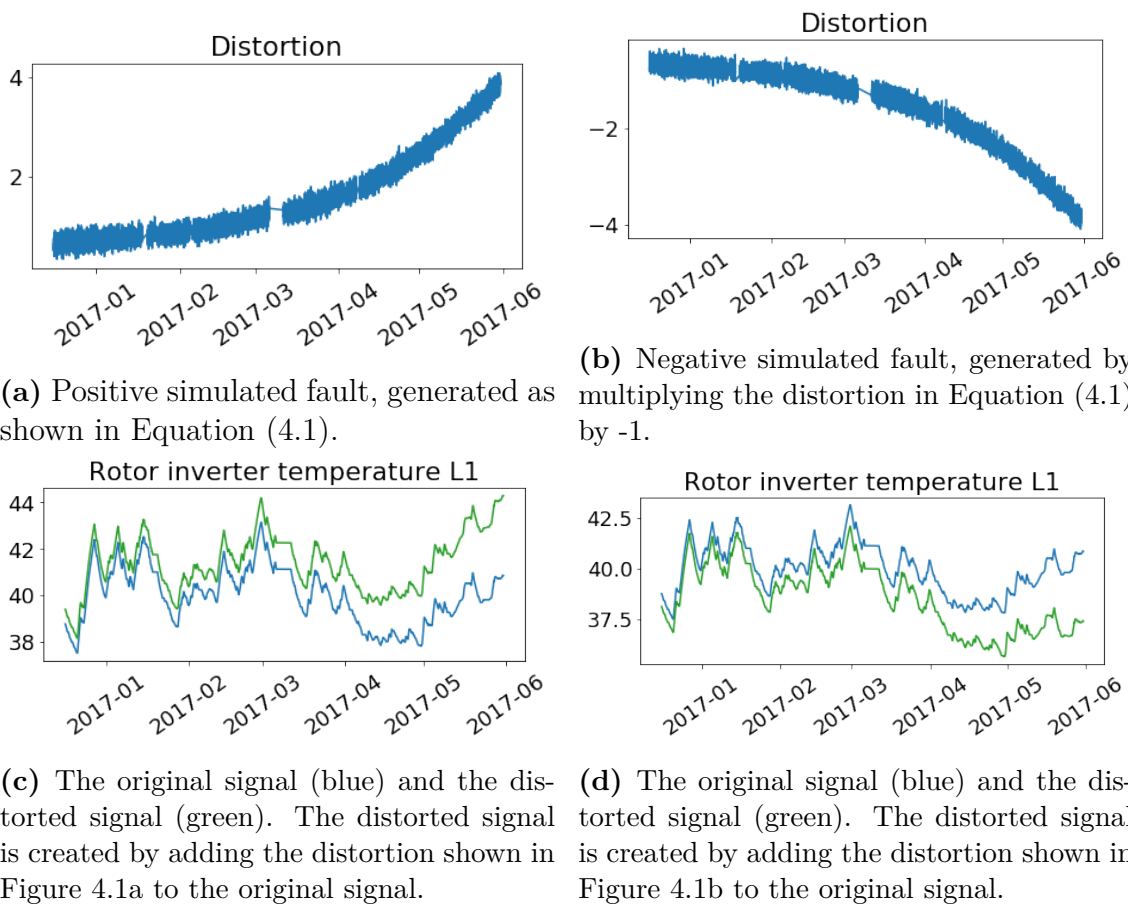 Distortion
4
2
2017-01
2017-02
2017-03
2017-04
2017-05
2017-06
(a) Positive simulated fault, generated as
shown in Equation (4.1).
Distortion
−2
−4
2017-01
2017-02
2017-03
2017-04
2017-05
2017-06
(b) Negative simulated fault, generated by
multiplying the distortion in Equation (4.1)
by -1.
Rotor inverter temperature L1
44
42
40
38
2017-01
2017-02
2017-03
2017-04
2017-05
2017-06
(c) The original signal (blue) and the dis-
torted signal (green). The distorted signal
is created by adding the distortion shown in
Figure 4.1a to the original signal.
Rotor inverter temperature L1
42.5
40.0
37.5
2017-01
2017-02
2017-03
2017-04
2017-05
2017-06
(d) The original signal (blue) and the dis-
torted signal (green). The distorted signal
is created by adding the distortion shown in
Figure 4.1b to the original signal.